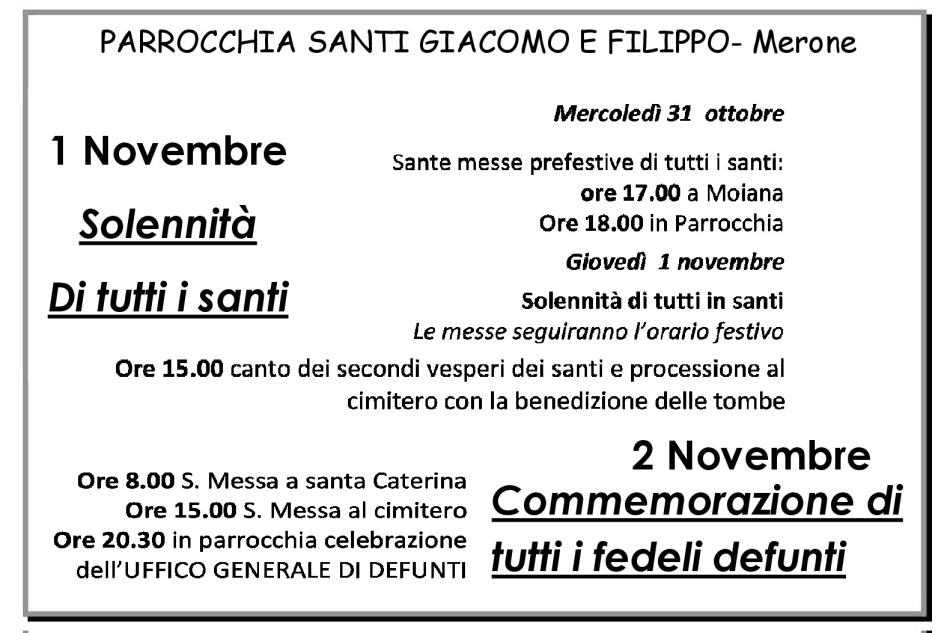 PARROCCHIA SANTI GIACOMO E FILIPPO- Merone
1 Novembre
Solennità
Di tutti i santi
Mercoledì 31 ottobre
Sante messe prefestive di tutti i santi:
ore 17.00 a Moiana
Ore 18.00 in Parrocchia
Giovedì 1 novembre
Solennità di tutti in santi
Le messe seguiranno l'orario festivo
Ore 15.00 canto dei secondi vesperi dei santi e processione al
cimitero con la benedizione delle tombe
2 Novembre
Commemorazione di
tutti i fedeli defunti
Ore 8.00 S. Messa a santa Caterina
Ore 15.00 S. Messa al cimitero
Ore 20.30 in parrocchia celebrazione
dell'UFFICO GENERALE DI DEFUNTI